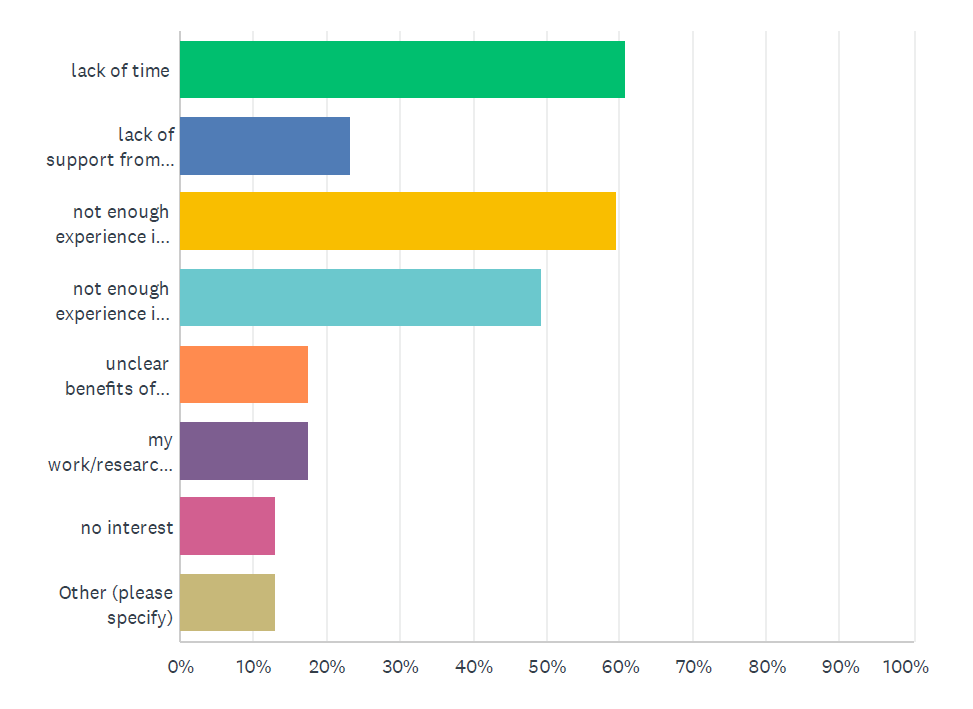 lack of time
lack of
support from...
not enough
experience i...
not enough
experience i...
unclear
benefits of...
my
work/researc...
no interest
Other (please
specify)
0% 10% 20% 30% 40% 50% 60% 70% 80% 90% 100%